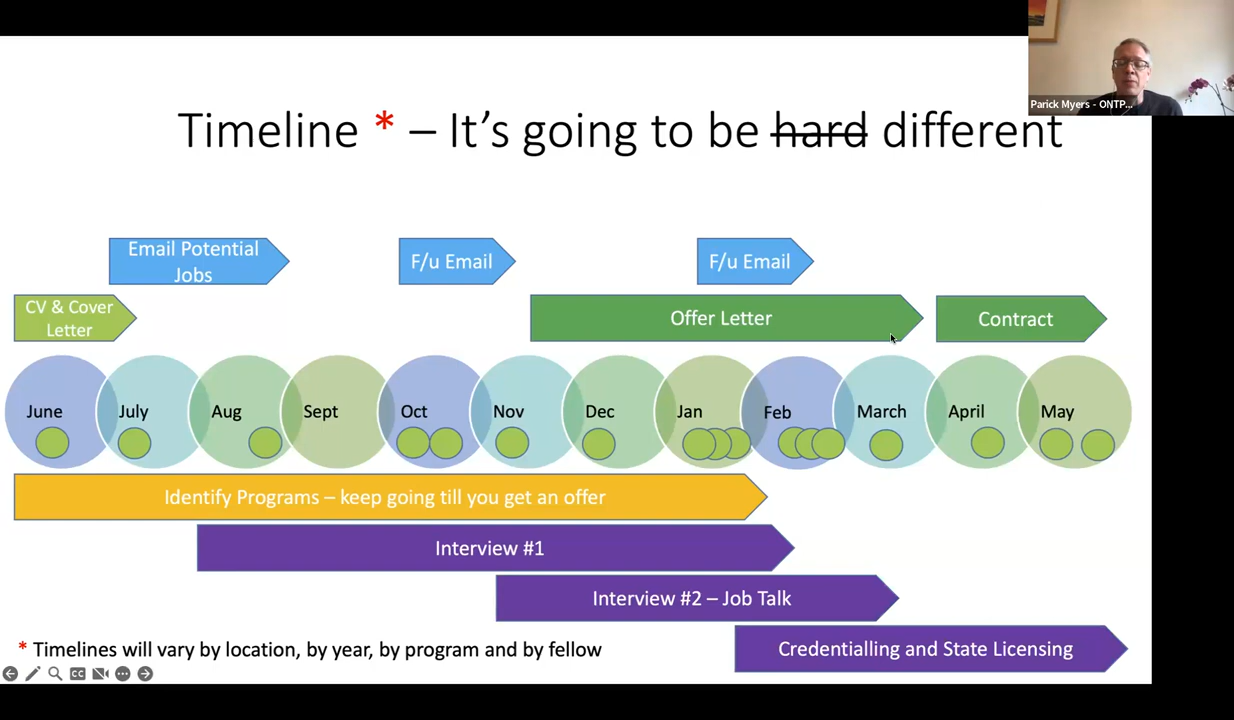 Parick Myers - ONTP...
Timeline * – It's going to be hard different
Email Potential
Jobs
F/u Email
F/u Email
CV & Cover
Letter
Offer Letter
Contract
June
July
Aug
Sept
Oct
Nov
Dec
Jan
Feb
March
April
May
Identify Programs – keep going till you get an offer
Interview #1
Interview #2 – Job Talk
Credentialling and State Licensing
* Timelines will vary by location, by year, by program and by fellow
CC